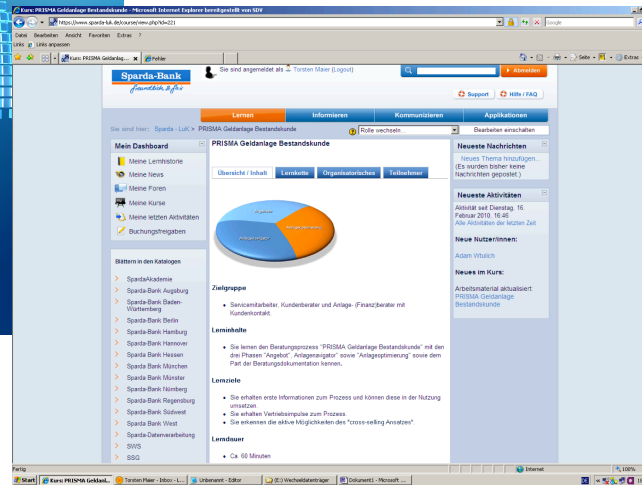 Kurs: PRISMA Geldanlage Bestandskunde - Microsoft Internet Explorer bereitgestellt von SDV
https://www.sparda-luk.de/course/view.php?id=221
Google
Datei Bearbeiten Ansicht Favoriten Extras ?
Links Links anpassen
Kurs: PRISMA Geldanlag... Fehler
Seite Extras
Sparda-Bank
freundlich & fair
Sie sind angemeldet als Torsten Maier (Logout)
Abmelden
Support Hilfe / FAQ
Lernen Informieren Kommunizieren Applikationen
Sie sind hier: Sparda - LuK > PRISMA Geldanlage Bestandskunde
Rolle wechseln...
Bearbeiten einschalten
Mein Dashboard
Meine Lernhistorie
Meine News
Meine Foren
Meine Kurse
Meine letzten Aktivitäten
Buchungsfreigaben
Blättern in den Katalogen
SpardaAkademie
Sparda-Bank Augsburg
Sparda-Bank Baden-
Württemberg
Sparda-Bank Berlin
Sparda-Bank Hamburg
Sparda-Bank Hannover
Sparda-Bank Hessen
Sparda-Bank München
Sparda-Bank Münster
Sparda-Bank Nürnberg
Sparda-Bank Regensburg
Sparda-Bank Südwest
Sparda-Bank West
Sparda-Datenverarbeitung
SWS
SSG
PRISMA Geldanlage Bestandskunde
Übersicht / Inhalt Lernkette Organisatorisches Teilnehmer
Angebot
Anlageoptimierung
Anlagenavigator
Zielgruppe
Servicemitarbeiter, Kundenberater und Anlage- (Finanz)berater mit
Kundenkontakt
Lerninhalte
Sie lernen den Beratungsprozess "PRISMA Geldanlage Bestandskunde" mit den
drei Phasen "Angebot", Anlagenavigator" sowie "Anlageoptimierung" sowie dem
Part der Beratungsdokumentation kennen.
Lernziele
Sie erhalten erste Informationen zum Prozess und können diese in der Nutzung
umsetzen.
Sie erhalten Vertriebsimpulse zum Prozess.
Sie erkennen die aktive Möglichkeiten des "cross-selling Ansatzes".
Lerndauer
Ca. 60 Minuten
Neueste Nachrichten
Neues Thema hinzufügen...
(Es wurden bisher keine
Nachrichten gepostet.)
Neueste Aktivitäten
Aktivität seit Dienstag, 16.
Februar 2010, 16:46
Alle Aktivitäten der letzten Zeit
Neue Nutzer/innen:
Adam Wtulich
Neues im Kurs:
Arbeitsmaterial aktualisiert:
PRISMA Geldanlage
Bestandskunde
Fertig Internet 100%
Start Kurs: PRISMA Geldanl... Torsten Maier - Inbox - L... Unbenannt - Editor (E:) Wechseldatenträger Dokument1 - Microsoft ...